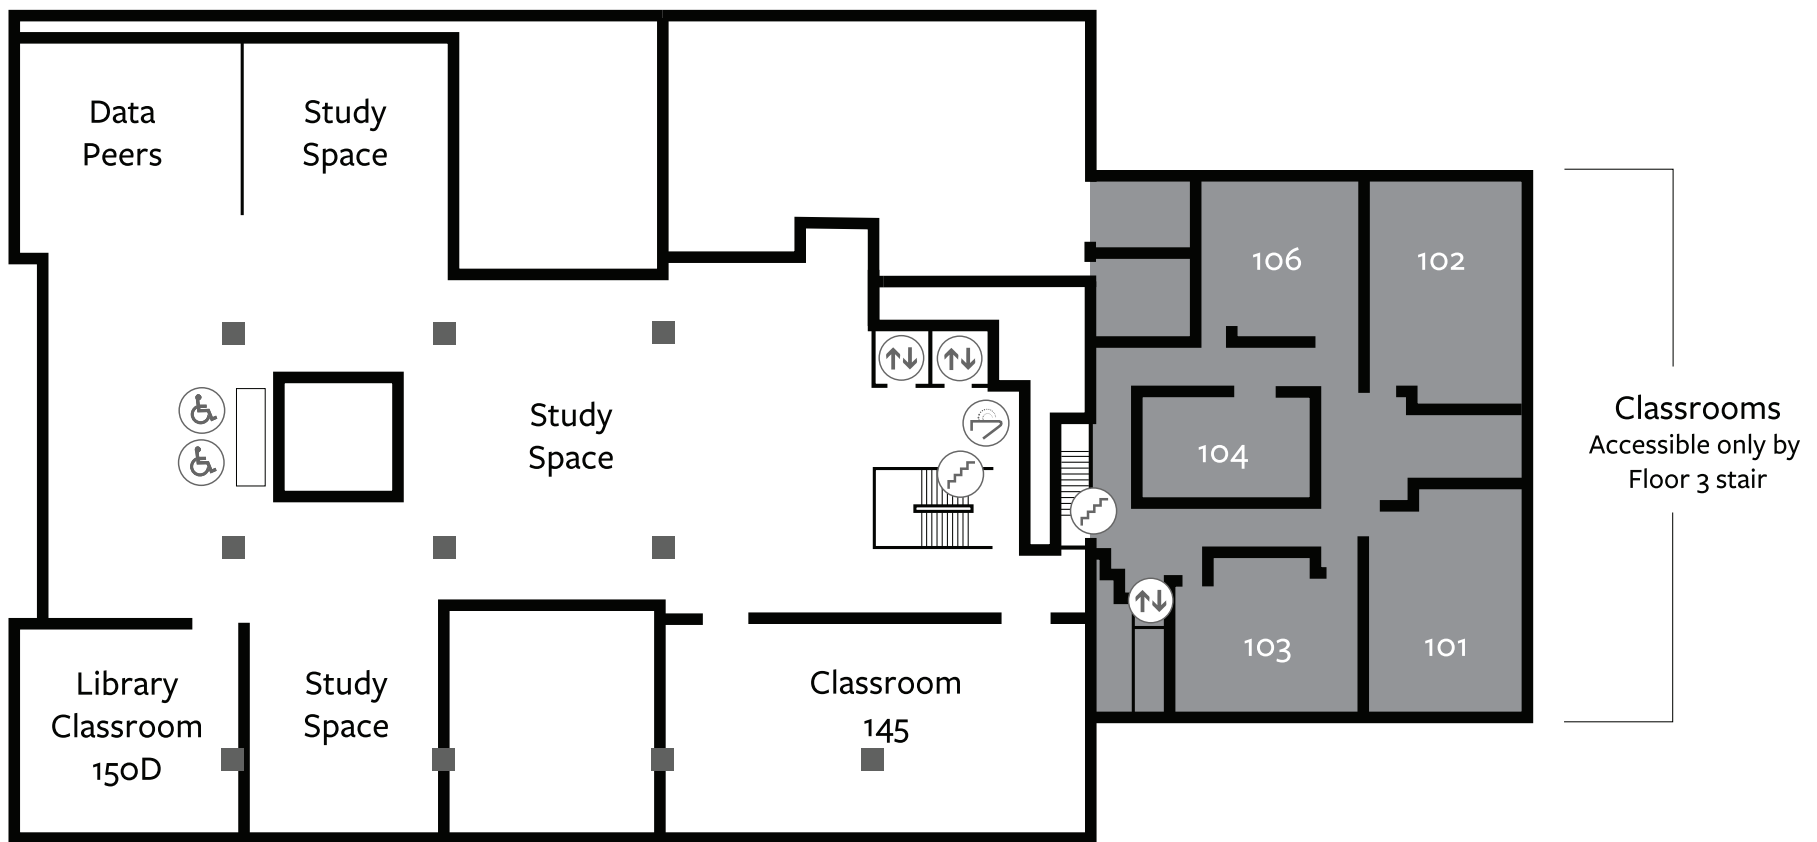 Data
Peers
Study
Space
106
102
Study
Space
104
Classrooms
Accessible only by
Floor 3 stair
Library
Classroom
150D
Study
Space
Classroom
145
103
101